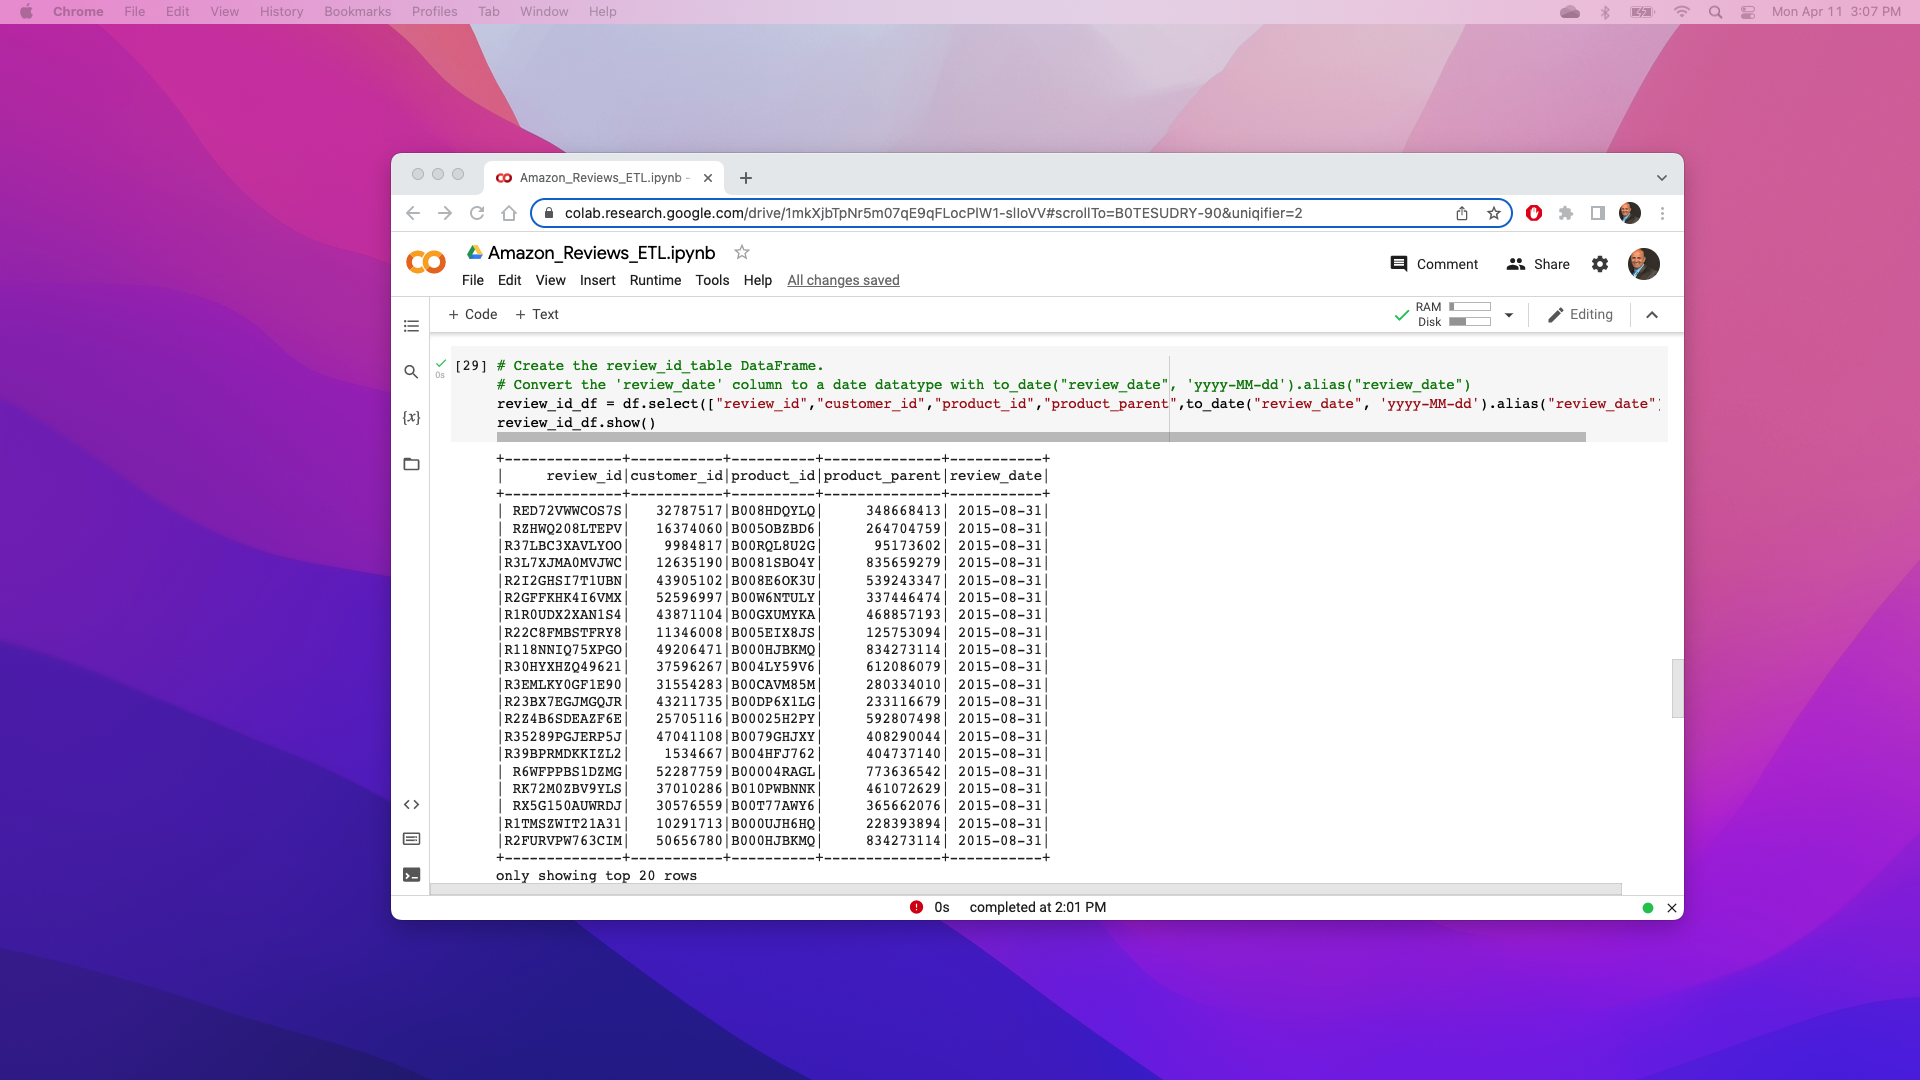 Chrome File Edit View History Bookmarks Profiles Tab Window Help Mon Apr 11 3:07 PM
Amazon_Reviews_ETL.ipynb -
colab.research.google.com/drive/1mkXjbTpNr5m07qE9qFLocPlW1-slIoVV#scrollTo=B0TESUDRY-90&uniqifier=2
Amazon_Reviews_ETL.ipynb
Comment Share
File Edit View Insert Runtime Tools Help All changes saved
+ Code + Text RAM Disk Editing
[29] # Create the review_id_table DataFrame.
0s
# Convert the 'review_date' column to a date datatype with to_date("review_date", 'yyyy-MM-dd').alias("review_date")
review_id_df = df.select(["review_id","customer_id","product_id","product_parent",to_date("review_date", 'yyyy-MM-dd').alias("review_date"
review_id_df.show()
{x}
+--------------+-----------+----------+--------------+-----------+
|     review_id|customer_id|product_id|product_parent|review_date|
+--------------+-----------+----------+--------------+-----------+
| RED72VWWCOS7S|   32787517|B008HDQYLQ|     348668413| 2015-08-31|
| RZHWQ208LTEPV|   16374060|B005OBZBD6|     264704759| 2015-08-31|
|R37LBC3XAVLYOO|    9984817|B00RQL8U2G|      95173602| 2015-08-31|
|R3L7XJMA0MVJWC|   12635190|B0081SBO4Y|     835659279| 2015-08-31|
|R2I2GHSI7T1UBN|   43905102|B008E6OK3U|     539243347| 2015-08-31|
|R2GFFKHK4I6VMX|   52596997|B00W6NTULY|     337446474| 2015-08-31|
|R1R0UDX2XAN1S4|   43871104|B00GXUMYKA|     468857193| 2015-08-31|
|R22C8FMBSTFRY8|   11346008|B005EIX8JS|     125753094| 2015-08-31|
|R118NNIQ75XPGO|   49206471|B000HJBKMQ|     834273114| 2015-08-31|
|R30HYXHZQ49621|   37596267|B004LY59V6|     612086079| 2015-08-31|
|R3EMLKY0GF1E90|   31554283|B00CAVM85M|     280334010| 2015-08-31|
|R23BX7EGJMGQJR|   43211735|B00DP6X1LG|     233116679| 2015-08-31|
|R2Z4B6SDEAZF6E|   25705116|B00025H2PY|     592807498| 2015-08-31|
|R35289PGJERP5J|   47041108|B0079GHJXY|     408290044| 2015-08-31|
|R39BPRMDKKIZL2|    1534667|B004HFJ762|     404737140| 2015-08-31|
| R6WFPPBS1DZMG|   52287759|B00004RAGL|     773636542| 2015-08-31|
| RK72M0ZBV9YLS|   37010286|B010PWBNNK|     461072629| 2015-08-31|
| RX5G150AUWRDJ|   30576559|B00T77AWY6|     365662076| 2015-08-31|
|R1TMSZWIT21A31|   10291713|B000UJH6HQ|     228393894| 2015-08-31|
|R2FURVPW763CIM|   50656780|B000HJBKMQ|     834273114| 2015-08-31|
+--------------+-----------+----------+--------------+-----------+
only showing top 20 rows
0s completed at 2:01 PM